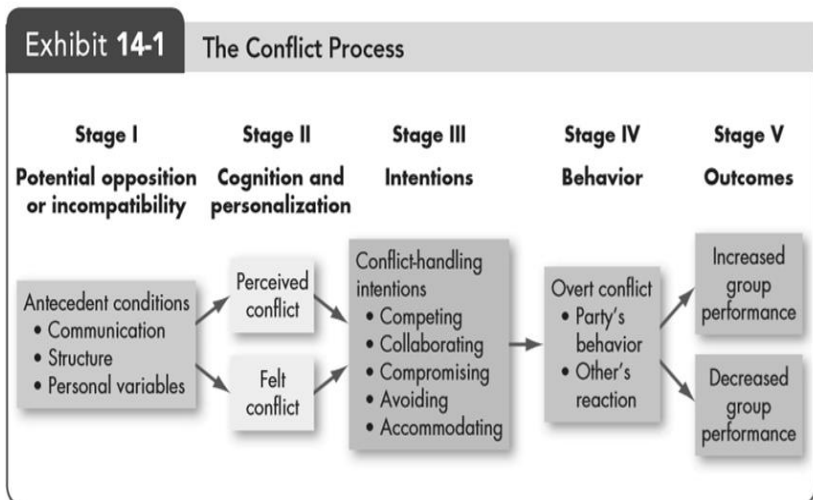 Exhibit 14-1
The Conflict Process
Stage I
Potential opposition
or incompatibility
Stage II
Cognition and
personalization
Stage III
Intentions
Stage IV
Behavior
Stage V
Outcomes
Antecedent conditions
• Communication
• Structure
• Personal variables
Perceived
conflict
Felt
conflict
Conflict-handling
intentions
• Competing
• Collaborating
• Compromising
• Avoiding
• Accommodating
Overt conflict
• Party's
behavior
• Other's
reaction
Increased
group
performance
Decreased
group
performance